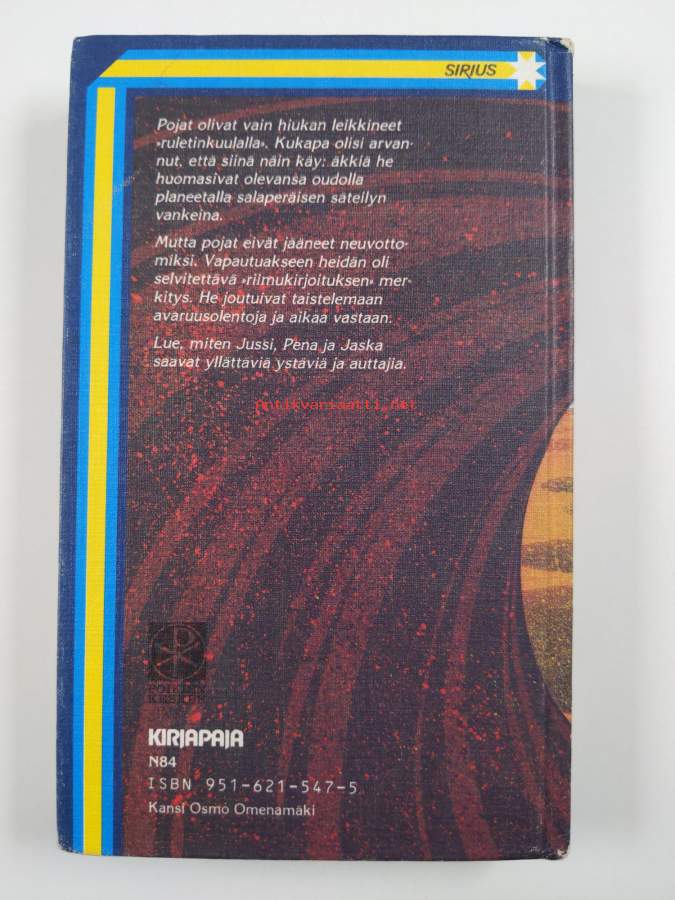 SIRIUS
Pojat olivat vain hiukan leikkineet
»ruletinkuulalla». Kukapa olisi arvan-
nut, että siinä näin käy: äkkiä he
huomasivat olevansa oudolla
planeetalla salaperäisen säteilyn
vankeina.
Mutta pojat eivät jääneet neuvotto-
miksi. Vapautuakseen heidän oli
selvitettävä »riimukirjoituksen» mer-
kitys. He joutuivat taistelemaan
avaruusolentoja ja aikaa vastaan.
Lue, miten Jussi, Pena ja Jaska
saavat yllättäviä ystäviä ja auttajia.
antikvariaatti.net
POIKIEN
KESKUS
KIRJAPAJA
N84
ISBN 951-621-547-5
Kansi Osmo Omenamäki